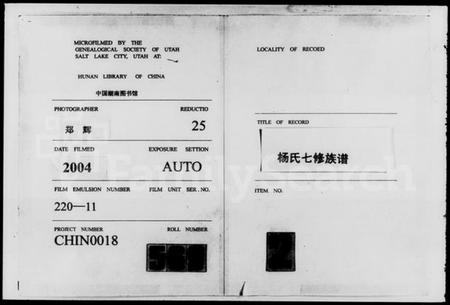 MICROFILMED BY THE
GENEALOGICAL SOCIETY OF UTAH
SALT LAKE CITY, UTAH AT:
HUNAN LIBRARY OF CHINA
中国湖南图书馆
PHOTOGRAPHER REDUCTIO
郑 辉 25
DATE FILMED EXPOSURE SETTION
2004 AUTO
FILM EMULSION NUMBER FILM UNIT SER. NO.
220—11
PROJECT NUMBER ROLL NUMBER
CHIN0018
LOCALITY OF RECOED
TITLE OF RECORD
杨氏七修族谱
ITEM NO.
2
FamilySearch